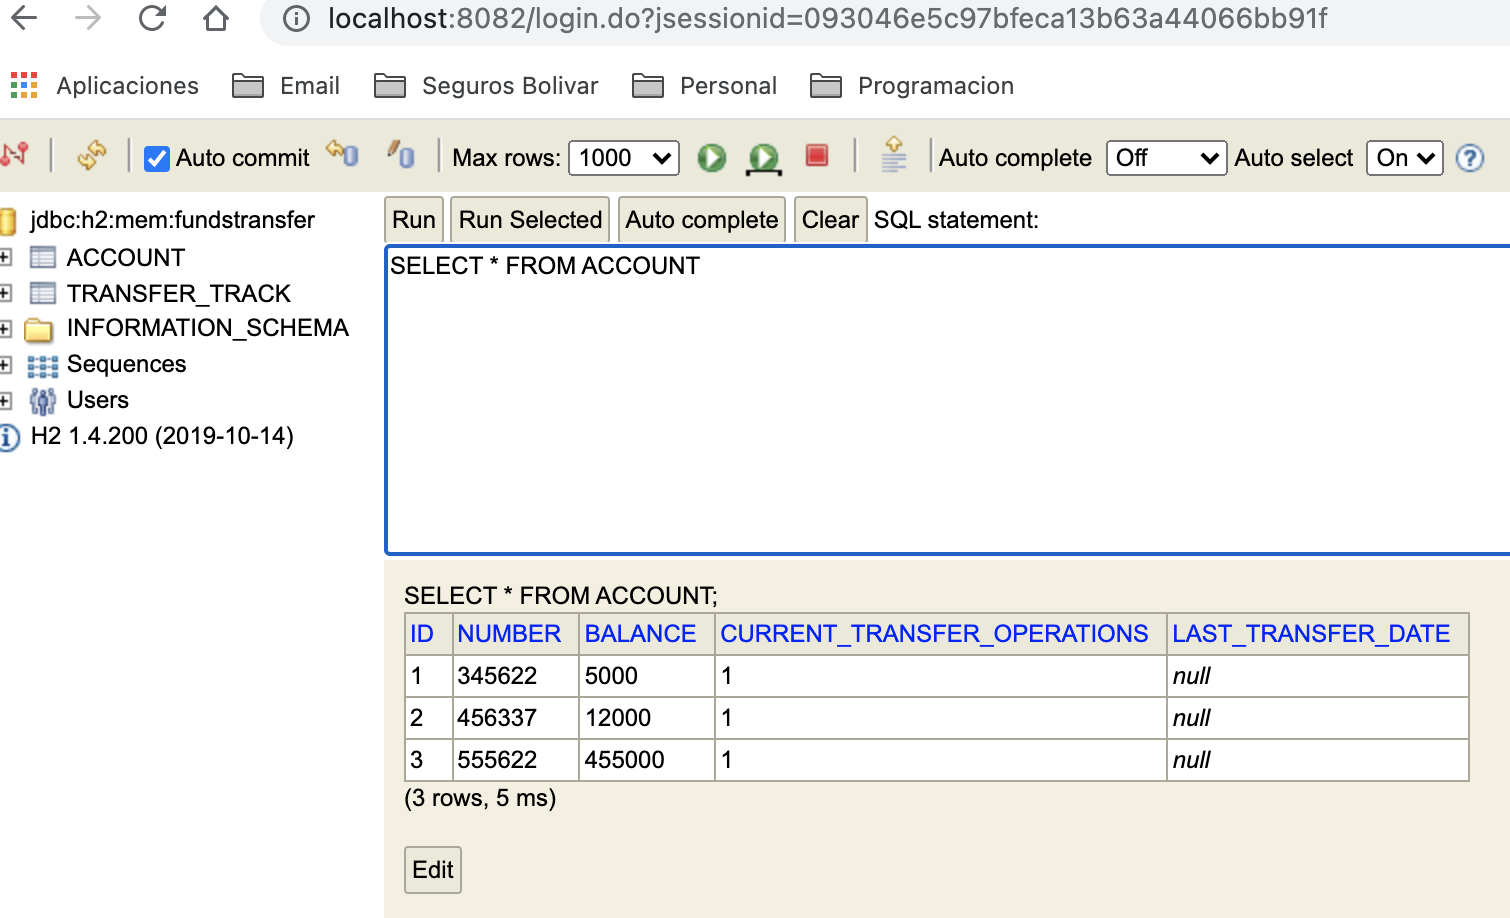 localhost:8082/login.do?jsessionid=093046e5c97bfeca13b63a44066bb91f
Aplicaciones Email Seguros Bolivar Personal Programacion
Auto commit Max rows: 1000 Auto complete Off Auto select On ?
jdbc:h2:mem:fundstransfer
ACCOUNT
TRANSFER_TRACK
INFORMATION_SCHEMA
Sequences
Users
H2 1.4.200 (2019-10-14)
Run Run Selected Auto complete Clear SQL statement:
SELECT * FROM ACCOUNT
SELECT * FROM ACCOUNT;
ID NUMBER BALANCE CURRENT_TRANSFER_OPERATIONS LAST_TRANSFER_DATE
1 345622 5000 1 null
2 456337 12000 1 null
3 555622 455000 1 null
(3 rows, 5 ms)
Edit